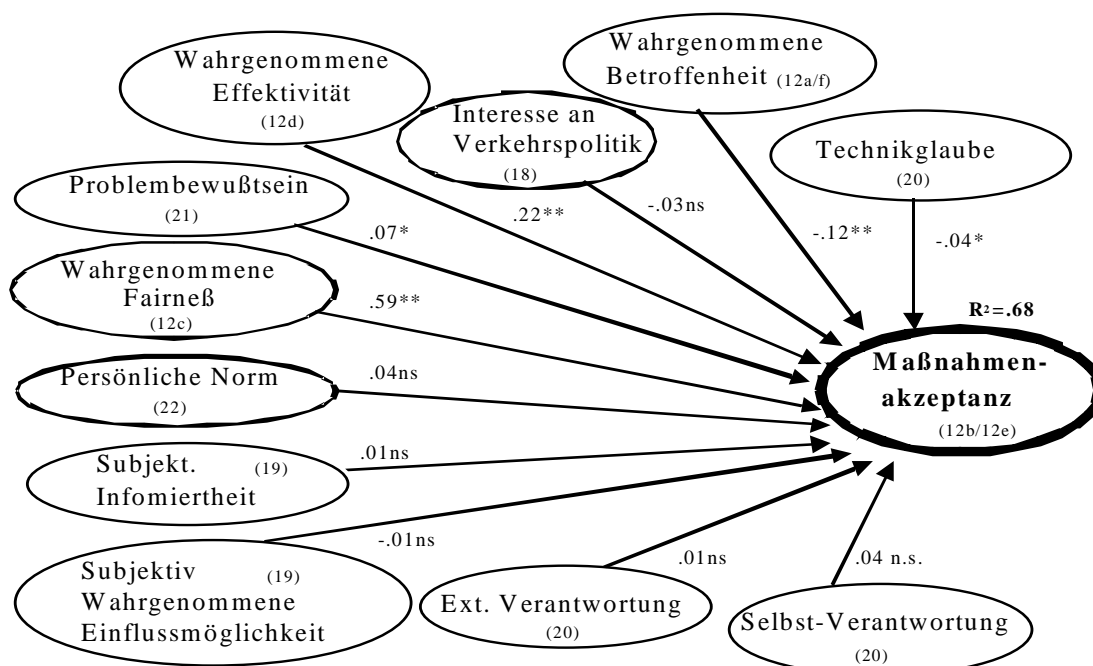 Wahrgenommene
Effektivität
(12d)
Wahrgenommene
Betroffenheit (12a/f)
Interesse an
Verkehrspolitik
(18)
Technikglaube
(20)
Problembewußtsein
(21)
.07*
.22**
-.03ns
-.12**
-.04*
Wahrgenommene
Fairneß
(12c)
.59**
R²=.68
Maßnahmen-
akzeptanz
(12b/12e)
Persönliche Norm
(22)
.04ns
Subjekt. (19)
Infomiertheit
.01ns
-.01ns
Subjektiv (19)
Wahrgenommene
Einflussmöglichkeit
.01ns
Ext. Verantwortung
(20)
.04 n.s.
Selbst-Verantwortung
(20)